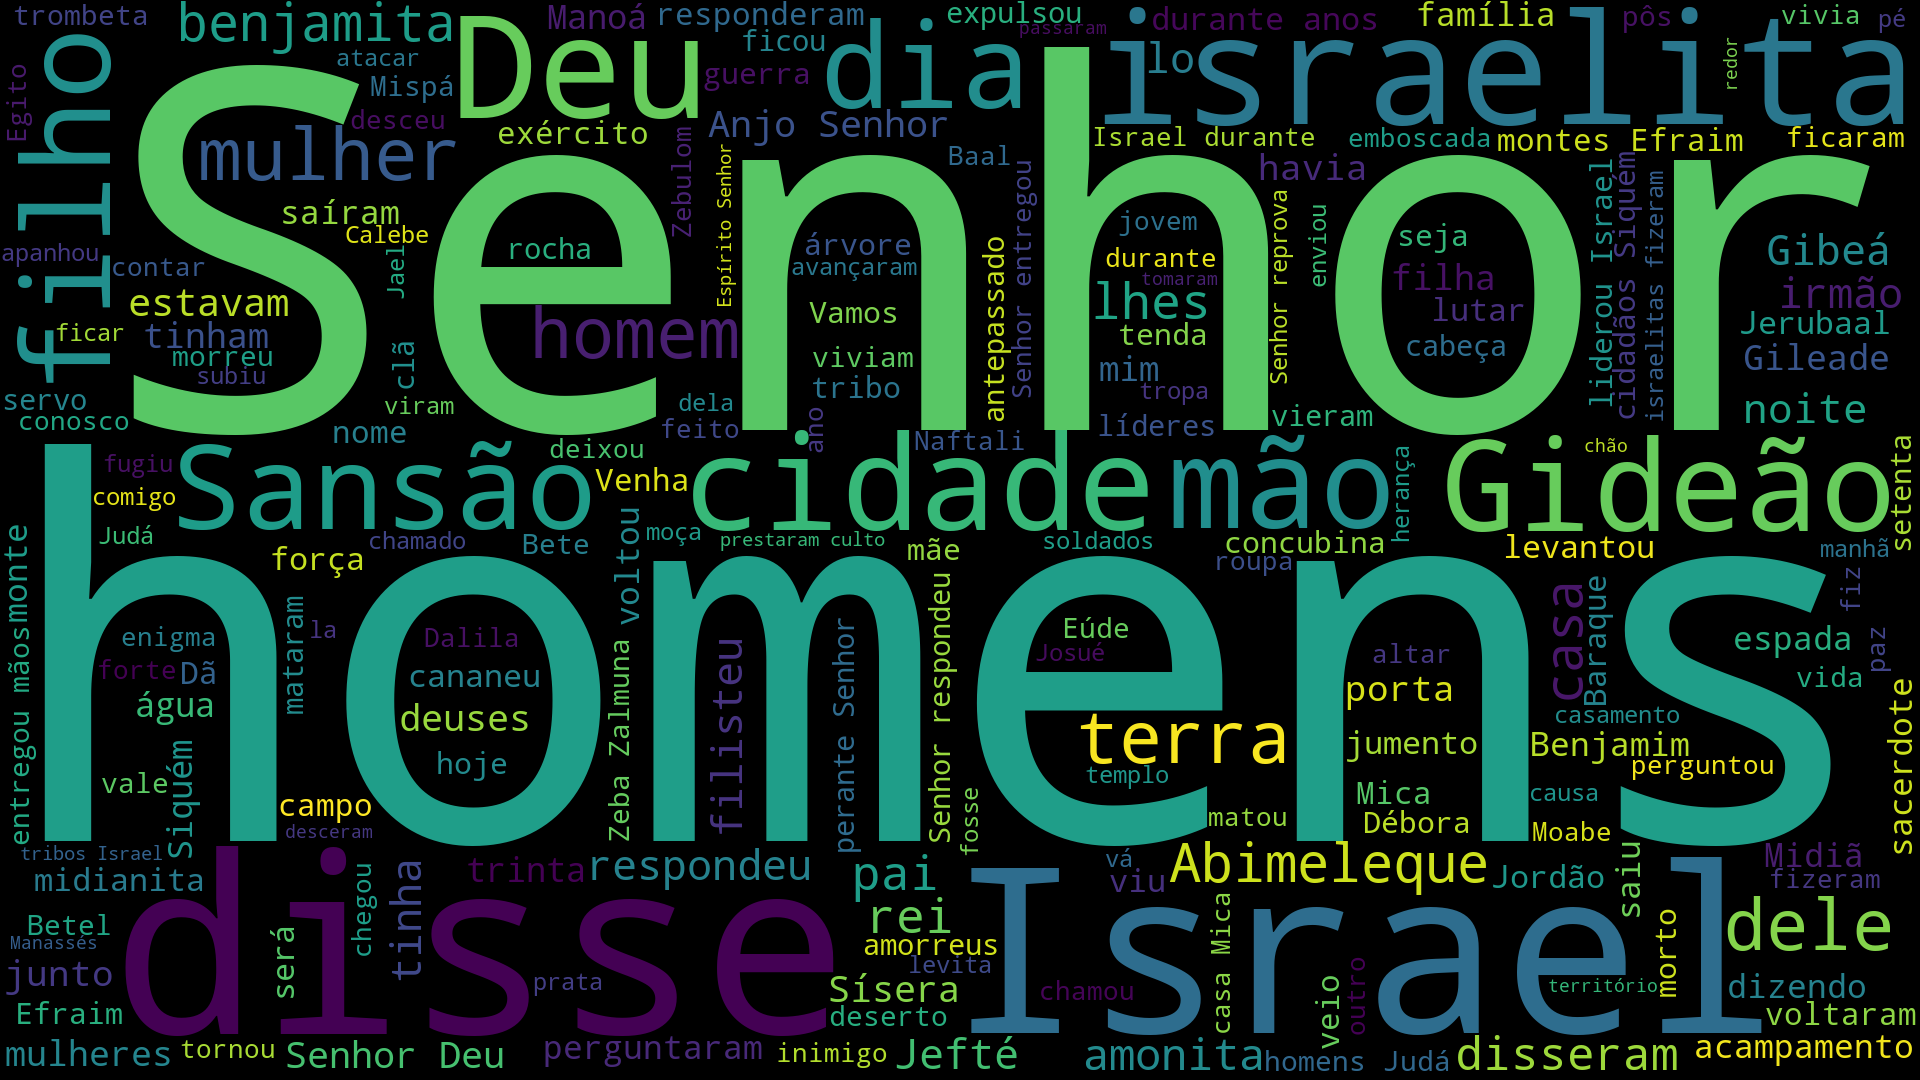 trombeta
benjamita
Deu
Manoá
responderam
expulsou
passaram
dia
durante anos
família
pôs
vivia
pé
israelita
filho
Egito
atacar
Mispá
desceu
guerra
ficou
lo
redor
Senhor
mulher
exército
Anjo Senhor
Zebulom
Baal
Israel durante
emboscada
montes Efraim
ficaram
havia
saíram
Calebe
Jael
rocha
Espírito Senhor
árvore
avançaram
antepassado
Senhor entregou
jovem
durante
tomaram
Senhor reprova
enviou
seja
filha
lutar
cabeça
liderou Israel
cidadãos Siquém
israelitas fizeram
Gibeá
irmão
Jerubaal
Gileade
noite
apanhou
contar
estavam
ficar
tinham
morreu
subiu
servo
conosco
clã
viram
nome
homem
Vamos
viviam
tribo
lhes
tenda
mim
tropa
líderes
vieram
dela
feito
ano
Naftali
deixou
fugiu
comigo
Judá
Sansão
Venha
cidade
mão
herança
Gideão
chão
setenta
monte
entregou mãos
homens
força
chamado
Bete
voltou
moça
prestaram culto
mãe
soldados
concubina
roupa
levantou
manhã
fiz
paz
enigma
forte
Dã
água
mataram
la
Dalila
cananeu
deuses
hoje
vale
Siquém
campo
desceram
Zeba Zalmuna
filisteu
perante Senhor
Senhor respondeu
fosse
Eúde
Josué
terra
templo
altar
porta
jumento
Mica
Débora
matou
casa
Baraque
espada
vida
casamento
Benjamim
perguntou
causa
Moabe
sacerdote
tribos Israel
midianita
Betel
Manassés
junto
Efraim
mulheres
tornou
será
chegou
tinha
disse
trinta
respondeu
prata
Senhor Deu
perguntaram
pai
rei
amorreus
levita
Sísera
deserto
inimigo
Jefté
Israel
vá
viu
Abimeleque
Jordão
saiu
Midiã
fizeram
dele
morto
território
dizendo
voltaram
chamou
casa Mica
veio
outro
amonita
homens Judá
disseram
acampamento